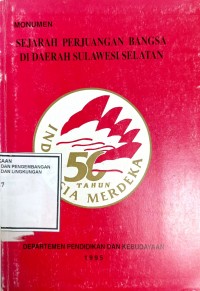 MONUMEN
SEJARAH PERJUANGAN BANGSA
DI DAERAH SULAWESI SELATAN
50
TAHUN
INDONESIA MERDEKA
DAN PENGEMBANGAN
DAN LINGKUNGAN
7
DEPARTEMEN PENDIDIKAN DAN KEBUDAYAAN